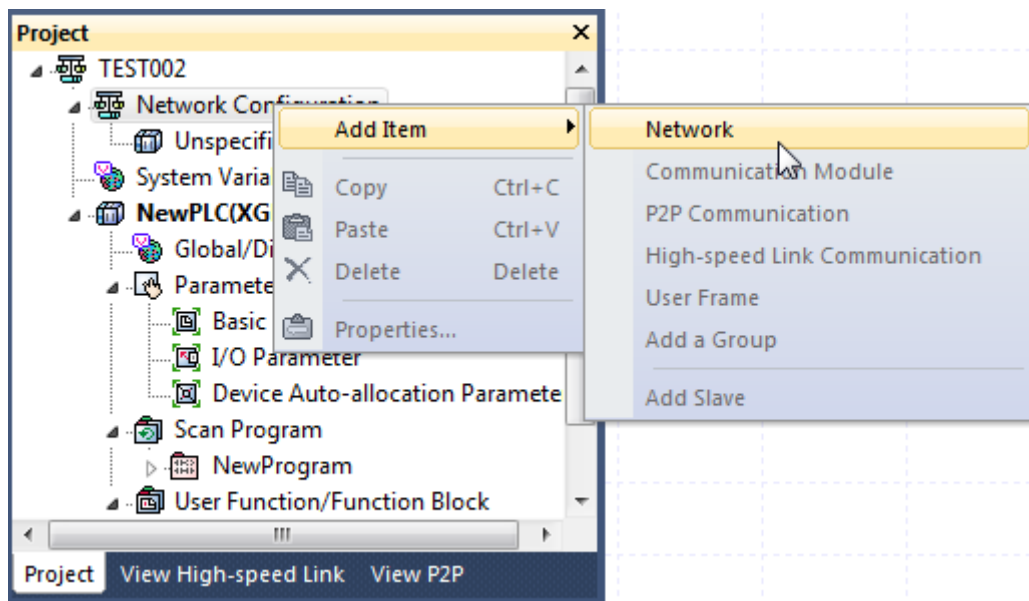 Project
TEST002
Network Configuration
Unspecifi
System Varia
NewPLC(XG
Global/Di
Paramete
Basic
I/O Parameter
Device Auto-allocation Paramete
Scan Program
NewProgram
User Function/Function Block
Project View High-speed Link View P2P
Add Item
Copy Ctrl+C
Paste Ctrl+V
Delete Delete
Properties...
Network
Communication Module
P2P Communication
High-speed Link Communication
User Frame
Add a Group
Add Slave